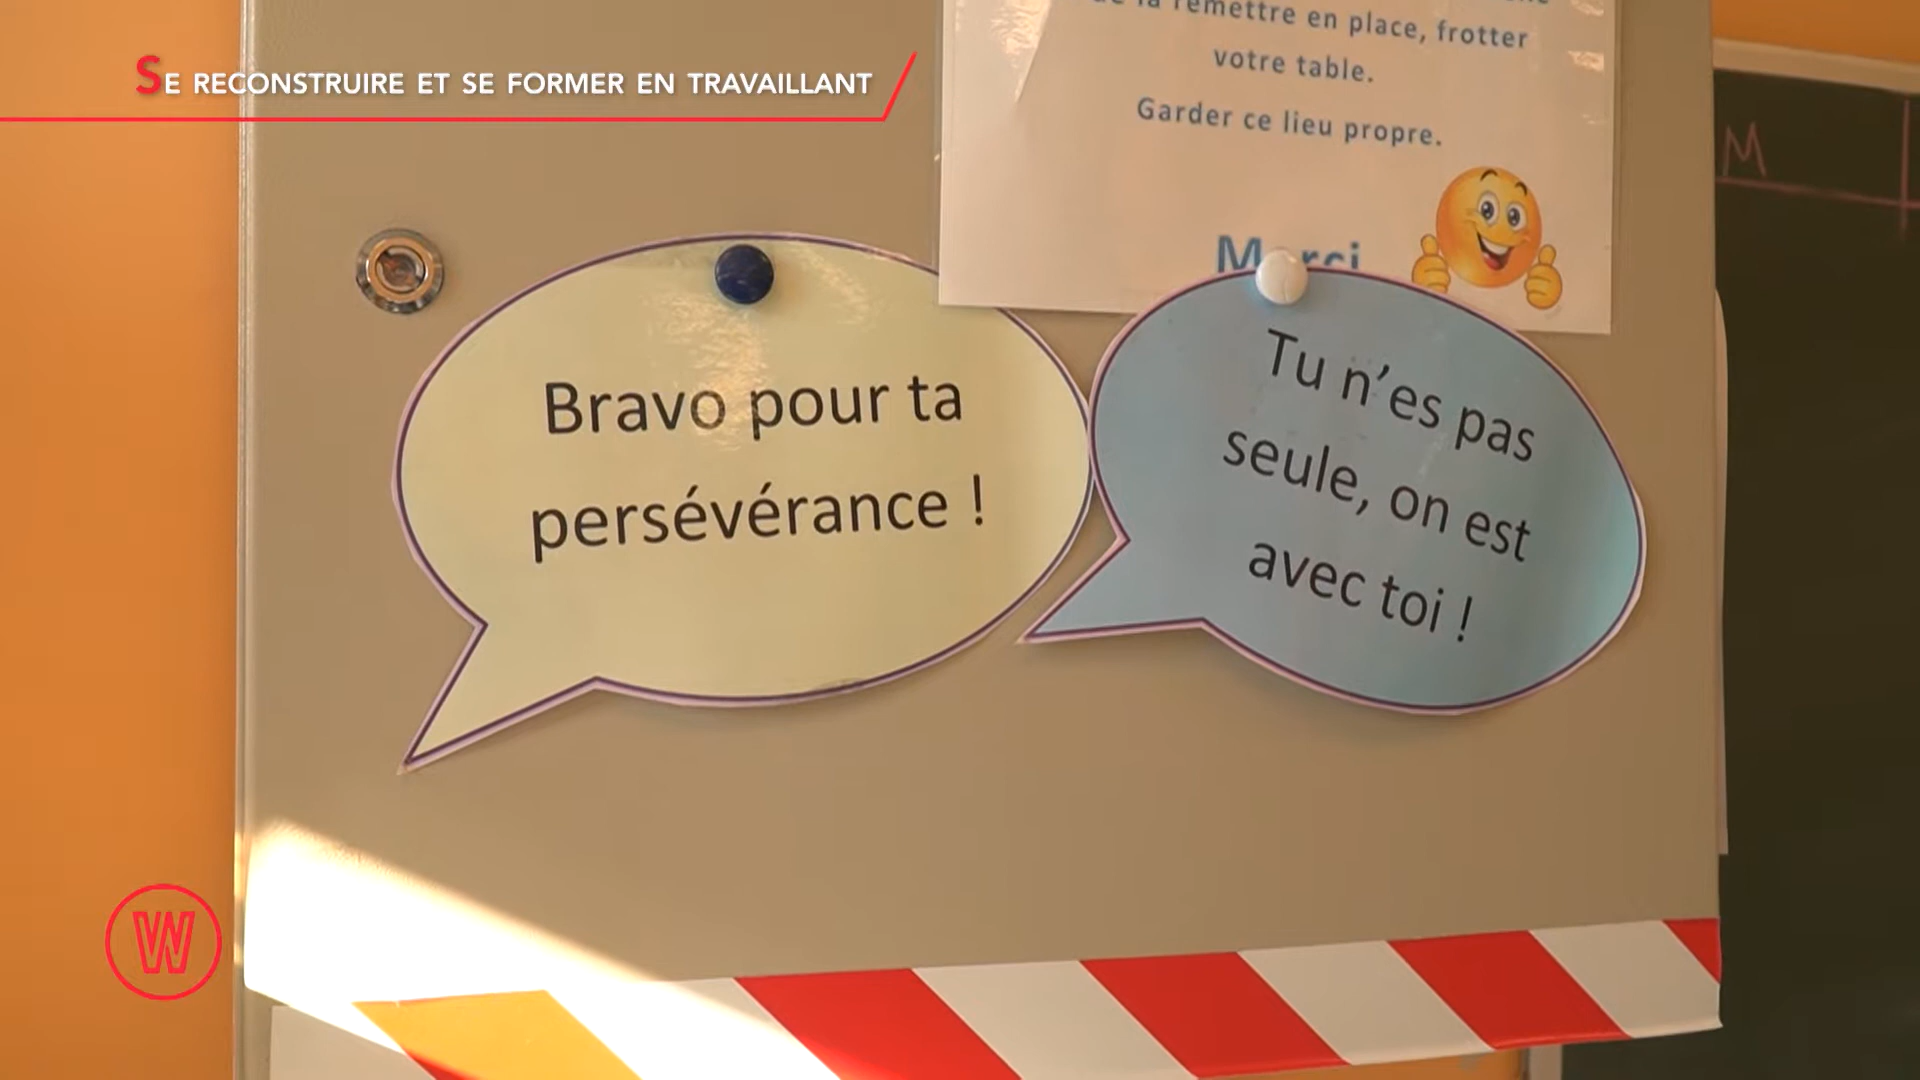 SE RECONSTRUIRE ET SE FORMER EN TRAVAILLANT
remettre en place, frotter
votre table.
Garder ce lieu propre.
Merci
Bravo pour ta
persévérance !
Tu n'es pas
seule, on est
avec toi !
M
W